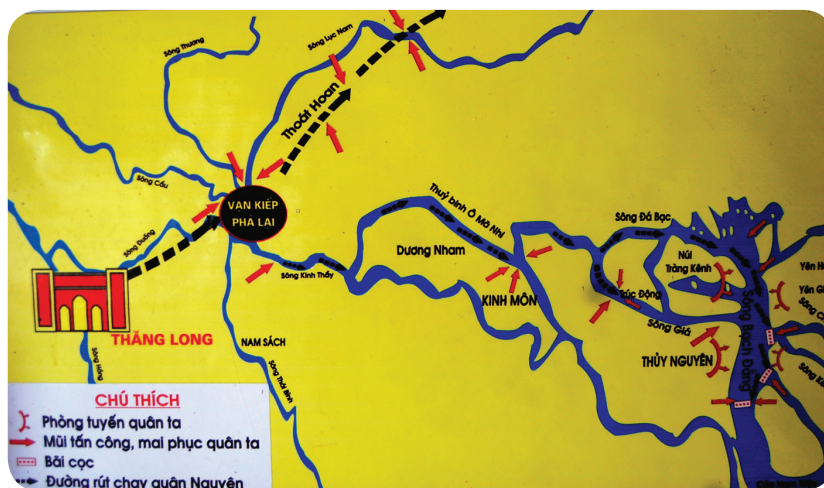 Sông Thương
Sông Lục Nam
Thoát Hoan
Sông Cầu
VẠN KIẾP
PHẢ LẠI
Sông Đuống
Thuỷ binh Ô Mã Nhi
Sông Đá Bạc
Dương Nham
Núi
Tràng Kênh
Sông Kinh Thầy
KINH MÔN
Trúc Động
Sông Giá
Sông Bạch Đằng
THĂNG LONG
NAM SÁCH
THỦY NGUYÊN
Sông Hồng
Sông Thái Bình
CHÚ THÍCH
Phòng tuyến quân ta
Mũi tấn công, mai phục quân ta
Bãi cọc
Đường rút chạy quân Nguyên